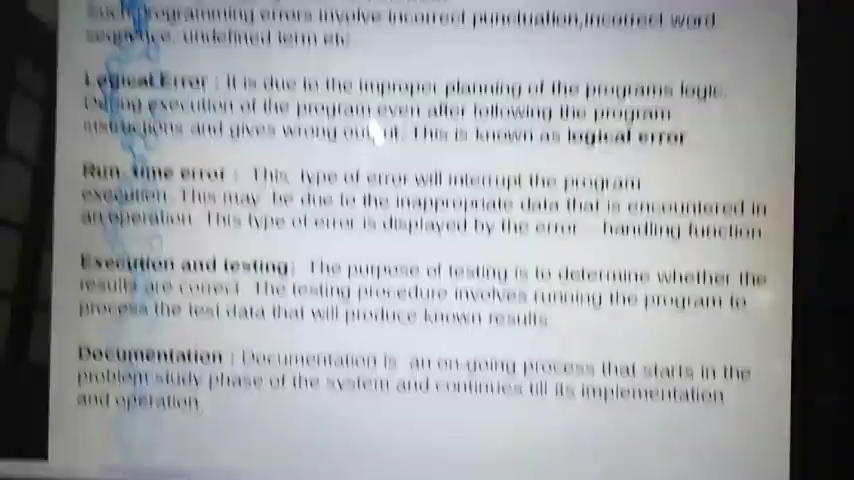 such programming errors involve incorrect punctuation,incorrect word
sequence, undefined term etc
Logical Error : It is due to the improper planning of the programs logic.
During execution of the program even after following the program
instructions and gives wrong output. This is known as logical error
Run- time error : This type of error will interrupt the program
execution. This may be due to the inappropriate data that is encountered in
an operation. This type of error is displayed by the error handling function
Execution and testing: The purpose of testing is to determine whether the
results are correct. The testing procedure involves running the program to
process the test data that will produce known results
Documentation : Documentation is an on-going process that starts in the
problem study phase of the system and continues till its implementation
and operation.